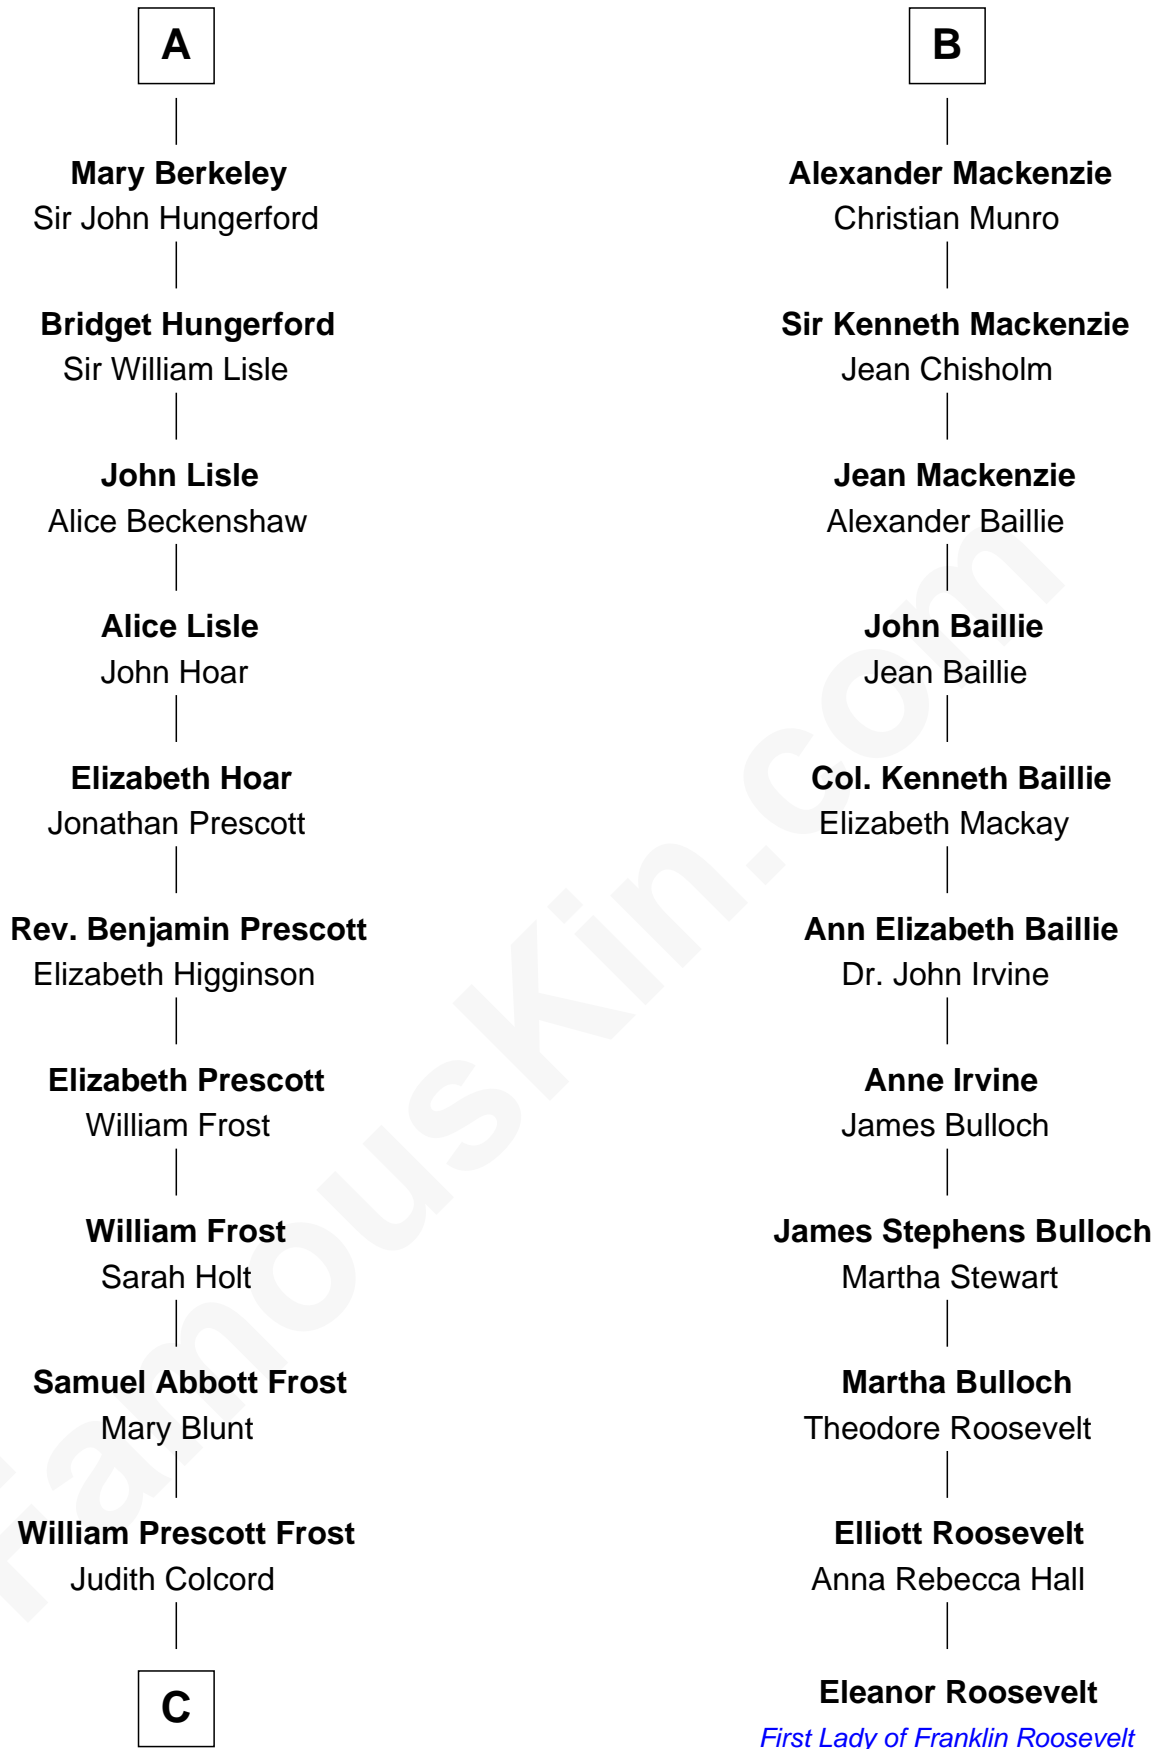 A
Mary Berkeley
Sir John Hungerford
Bridget Hungerford
Sir William Lisle
John Lisle
Alice Beckenshaw
Alice Lisle
John Hoar
Elizabeth Hoar
Jonathan Prescott
Rev. Benjamin Prescott
Elizabeth Higginson
Elizabeth Prescott
William Frost
William Frost
Sarah Holt
Samuel Abbott Frost
Mary Blunt
William Prescott Frost
Judith Colcord
C
B
Alexander Mackenzie
Christian Munro
Sir Kenneth Mackenzie
Jean Chisholm
Jean Mackenzie
Alexander Baillie
John Baillie
Jean Baillie
Col. Kenneth Baillie
Elizabeth Mackay
Ann Elizabeth Baillie
Dr. John Irvine
Anne Irvine
James Bulloch
James Stephens Bulloch
Martha Stewart
Martha Bulloch
Theodore Roosevelt
Elliott Roosevelt
Anna Rebecca Hall
Eleanor Roosevelt
First Lady of Franklin Roosevelt
FamousKin.com